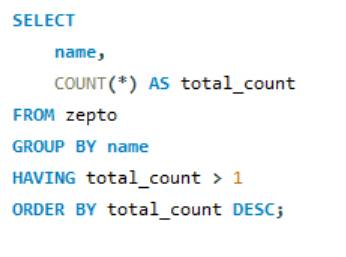 SELECT
    name,
    COUNT(*) AS total_count
FROM zepto
GROUP BY name
HAVING total_count > 1
ORDER BY total_count DESC;